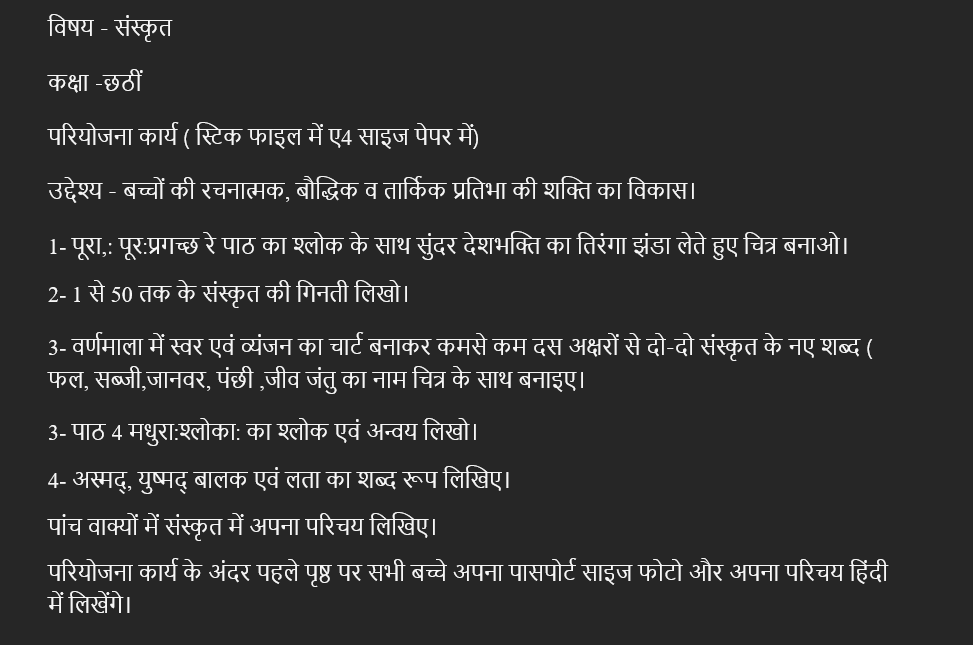 विषय - संस्कृत
कक्षा -छठीं
परियोजना कार्य ( स्टिक फाइल में ए4 साइज पेपर में)
उद्देश्य - बच्चों की रचनात्मक, बौद्धिक व तार्किक प्रतिभा की शक्ति का विकास।
1- पूरा,: पूर:प्रगच्छ रे पाठ का श्लोक के साथ सुंदर देशभक्ति का तिरंगा झंडा लेते हुए चित्र बनाओ।
2- 1 से 50 तक के संस्कृत की गिनती लिखो।
3- वर्णमाला में स्वर एवं व्यंजन का चार्ट बनाकर कमसे कम दस अक्षरों से दो-दो संस्कृत के नए शब्द (
फल, सब्जी,जानवर, पंछी ,जीव जंतु का नाम चित्र के साथ बनाइए।
3- पाठ 4 मधुरा:श्लोका: का श्लोक एवं अन्वय लिखो।
4- अस्मद्, युष्मद् बालक एवं लता का शब्द रूप लिखिए।
पांच वाक्यों में संस्कृत में अपना परिचय लिखिए।
परियोजना कार्य के अंदर पहले पृष्ठ पर सभी बच्चे अपना पासपोर्ट साइज फोटो और अपना परिचय हिंदी
में लिखेंगे।